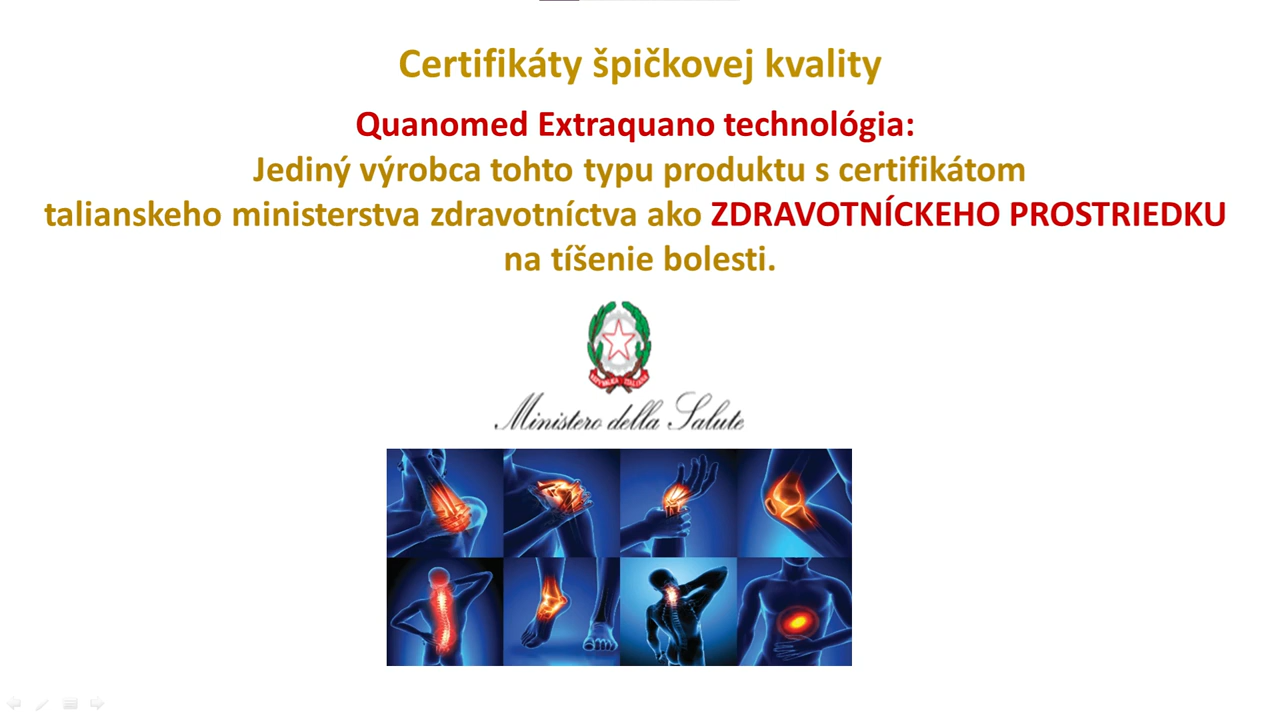 Certifikáty špičkovej kvality
Quanomed Extraquano technológia:
Jediný výrobca tohto typu produktu s certifikátom
talianskeho ministerstva zdravotníctva ako ZDRAVOTNÍCKEHO PROSTRIEDKU
na tíšenie bolesti.
Ministero della Salute